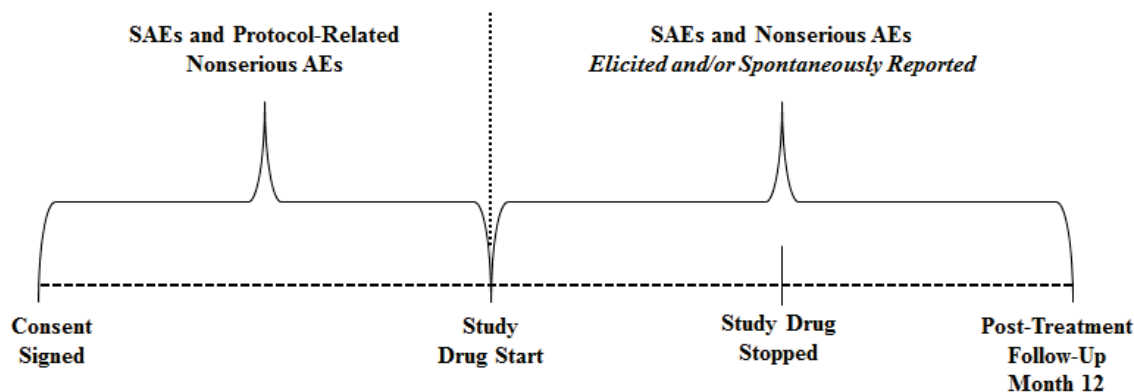 SAEs and Protocol-Related
Nonserious AEs
SAEs and Nonserious AEs
Elicited and/or Spontaneously Reported
Consent
Signed
Study
Drug Start
Study Drug
Stopped
Post-Treatment
Follow-Up
Month 12